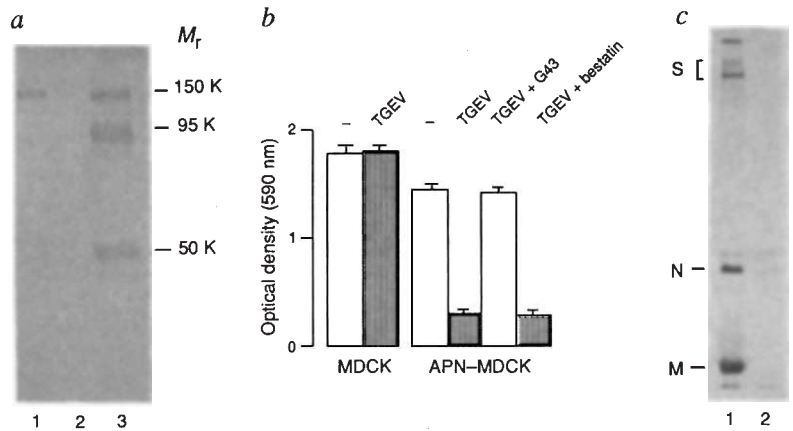 a
M r
150 K
95 K
50 K
1 2 3
b
– TGEV – TGEV TGEV + G43 TGEV + bestatin
Optical density (590 nm)
2
1
0
MDCK APN–MDCK
c
S
N
M
1 2